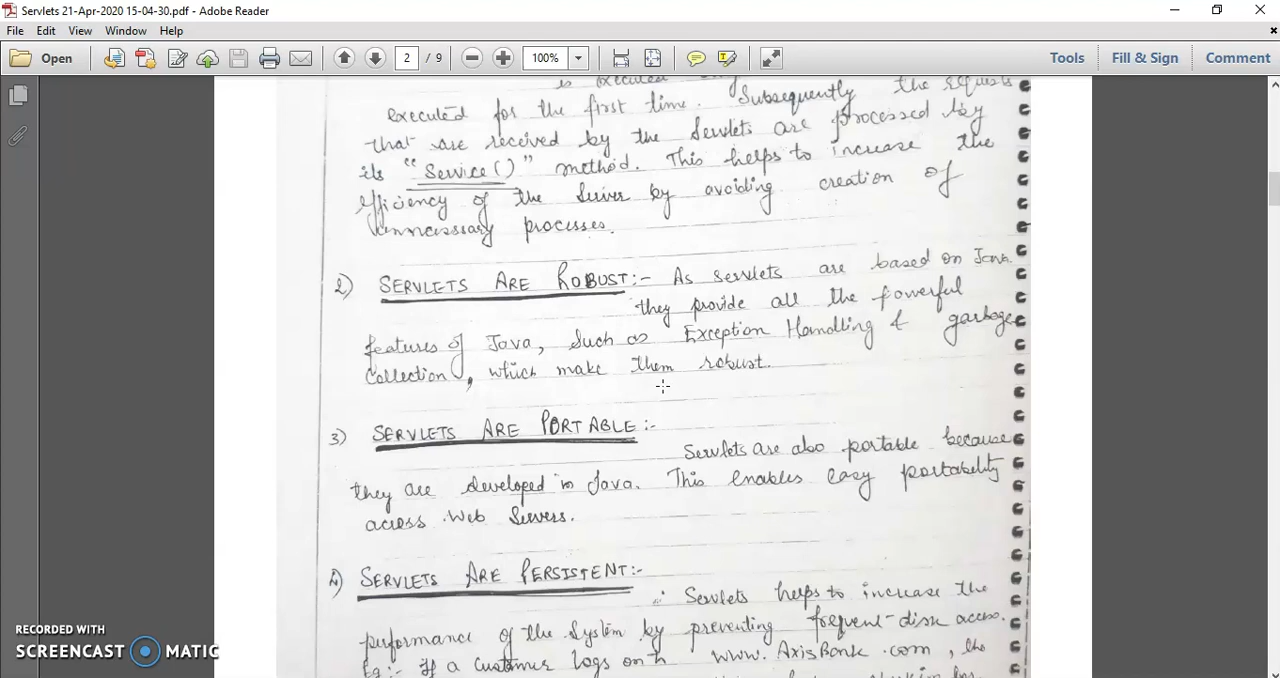 Servlets 21-Apr-2020 15-04-30.pdf - Adobe Reader
File Edit View Window Help
Open 2 / 9 100% Tools Fill & Sign Comment
is executed
executed for the first time. Subsequently the requests
that are received by the Servlets are processed by
its "Service()" method. This helps to increase the
efficiency of the Server by avoiding creation of
unnecessary processes.
2) SERVLETS ARE ROBUST:- As servlets are based on Java
they provide all the powerful
features of Java, such as Exception Handling & garbage
collection, which make them robust.
3) SERVLETS ARE PORTABLE:-
Servlets are also portable because
they are developed in Java. This enables easy portability
across Web Servers.
4) SERVLETS ARE PERSISTENT:-
Servlets helps to increase the
performance of the System by preventing frequent-disk access.
Eg:- If a customer logs onto www.AxisBank.com, the
RECORDED WITH
SCREENCAST MATIC